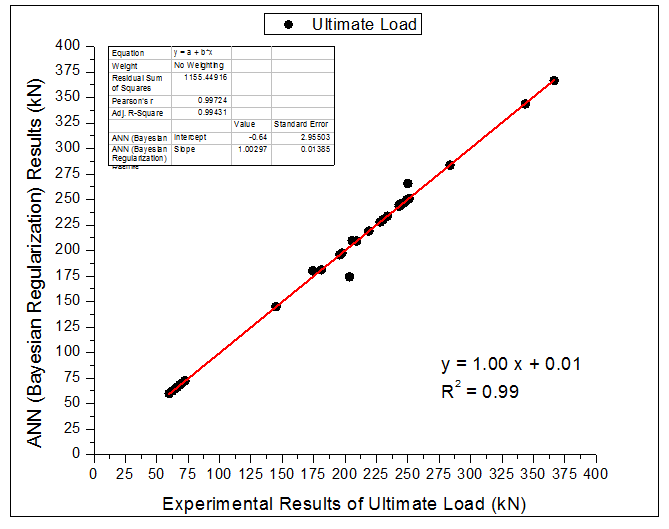 Ultimate Load
400
375
350
325
300
275
250
225
200
175
150
125
100
75
50
25
0
ANN (Bayesian Regularization) Results (kN)
Equation y = a + b*x
Weight No Weighting
Residual Sum of Squares 1155.44916
Pearson's r 0.99724
Adj. R-Square 0.99431
Value Standard Error
ANN (Bayesian Intercept -0.64 2.95503
ANN (Bayesian Slope 1.00297 0.01385
Regularization)
y = 1.00 x + 0.01
R² = 0.99
0 25 50 75 100 125 150 175 200 225 250 275 300 325 350 375 400
Experimental Results of Ultimate Load (kN)